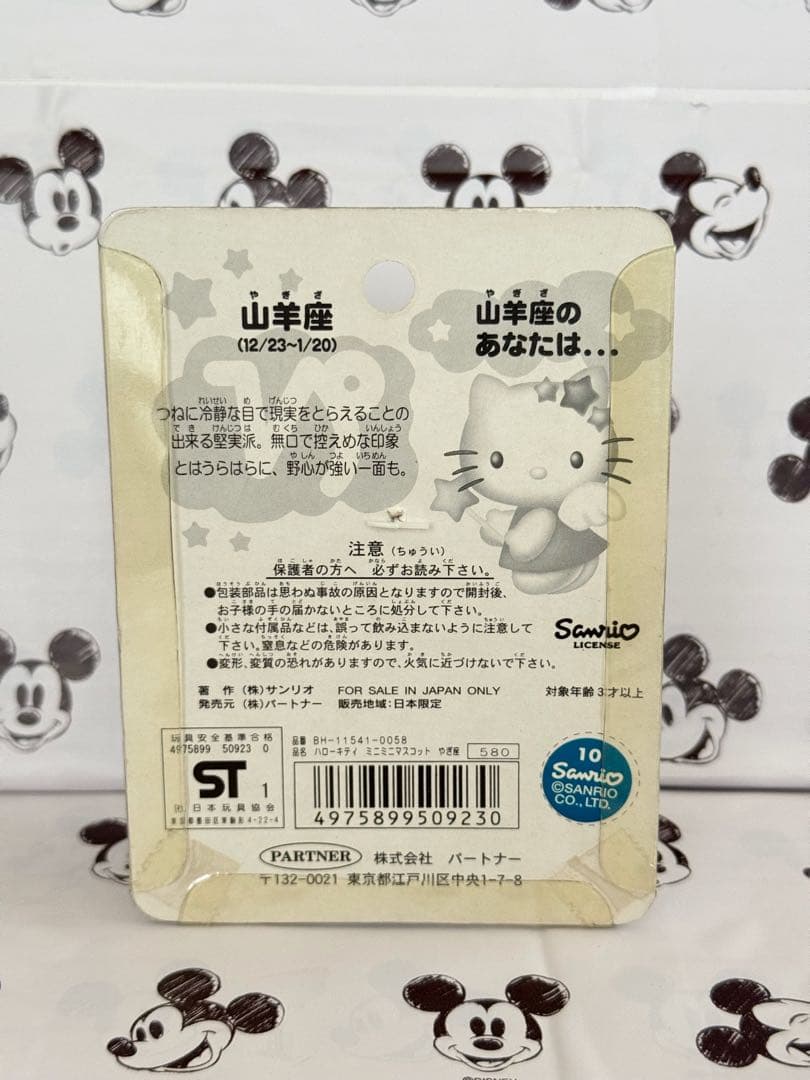 山羊座
(12/23~1/20)
山羊座の
あなたは...
つねに冷静な目で現実をとらえることの
出来る堅実派。無口で控えめな印象
とはうらはらに、野心が強い一面も。
注意（ちゅうい）
保護者の方へ 必ずお読み下さい。
●包装部品は思わぬ事故の原因となりますので開封後、
お子様の手の届かないところに処分して下さい。
●小さな付属品などは、誤って飲み込まないように注意して
下さい。窒息などの危険があります。
●変形、変質の恐れがありますので、火気に近づけないで下さい。
Sanrio
LICENSE
著 作 (株)サンリオ FOR SALE IN JAPAN ONLY 対象年齢3才以上
発売元 (株)パートナー 販売地域:日本限定
玩具安全基準合格
4975899 50923 0
ST 1
社.日本玩具協会
東京都墨田区東駒形4-22-4
品番 BH-11541-0058
品名 ハローキティ ミニミニマスコット やぎ座 580
4975899509230
10
Sanrio
©SANRIO
CO., LTD.
PARTNER 株式会社 パートナー
〒132-0021 東京都江戸川区中央1-7-8